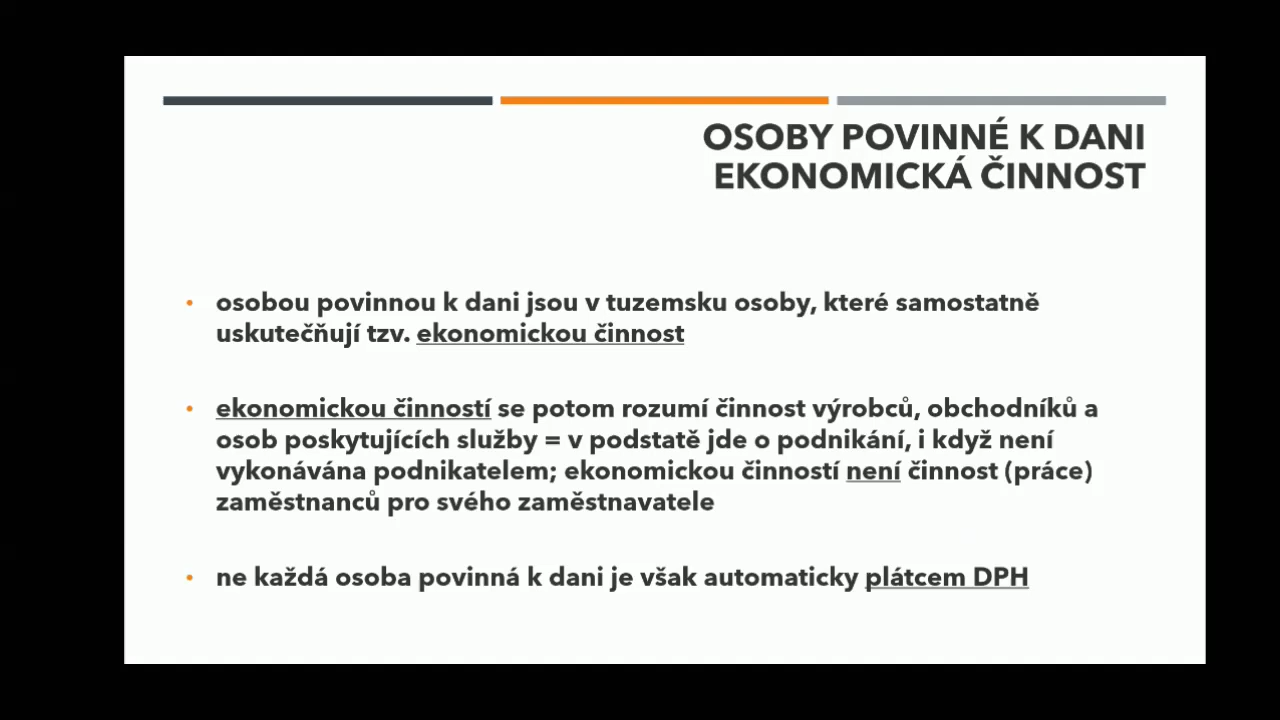 OSOBY POVINNÉ K DANI
EKONOMICKÁ ČINNOST
• osobou povinnou k dani jsou v tuzemsku osoby, které samostatně
uskutečňují tzv. ekonomickou činnost
• ekonomickou činností se potom rozumí činnost výrobců, obchodníků a
osob poskytujících služby = v podstatě jde o podnikání, i když není
vykonávána podnikatelem; ekonomickou činností není činnost (práce)
zaměstnanců pro svého zaměstnavatele
• ne každá osoba povinná k dani je však automaticky plátcem DPH